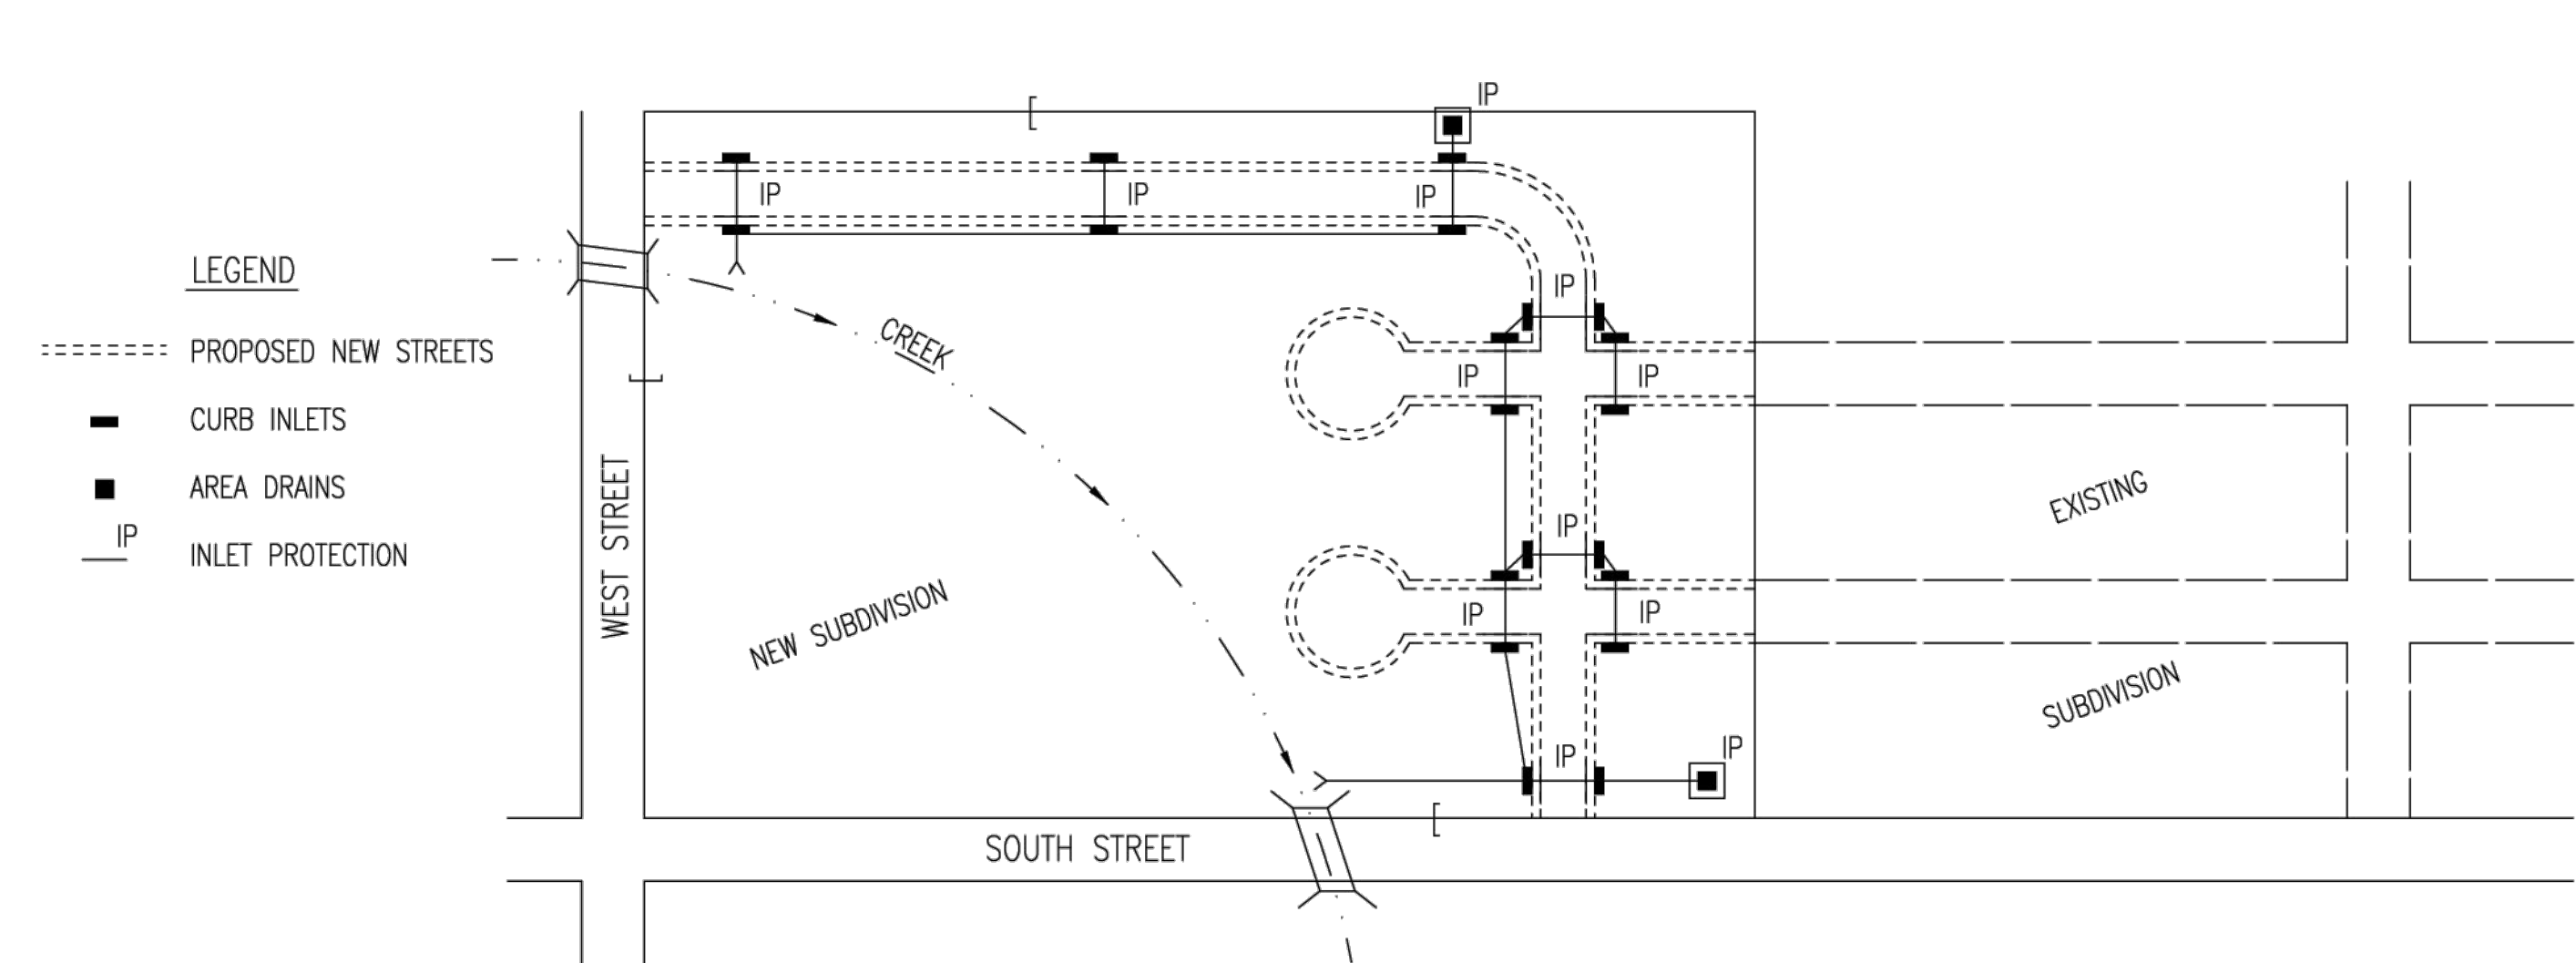 IP
IP
IP
IP
IP
LEGEND
PROPOSED NEW STREETS
CURB INLETS
AREA DRAINS
IP
INLET PROTECTION
CREEK
IP
IP
WEST STREET
NEW SUBDIVISION
IP
IP
IP
EXISTING
SUBDIVISION
IP
IP
SOUTH STREET